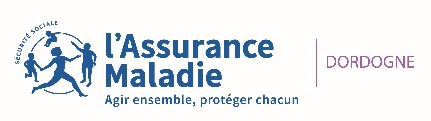 SÉCURITÉ SOCIALE
l'Assurance
Maladie
Agir ensemble, protéger chacun
DORDOGNE